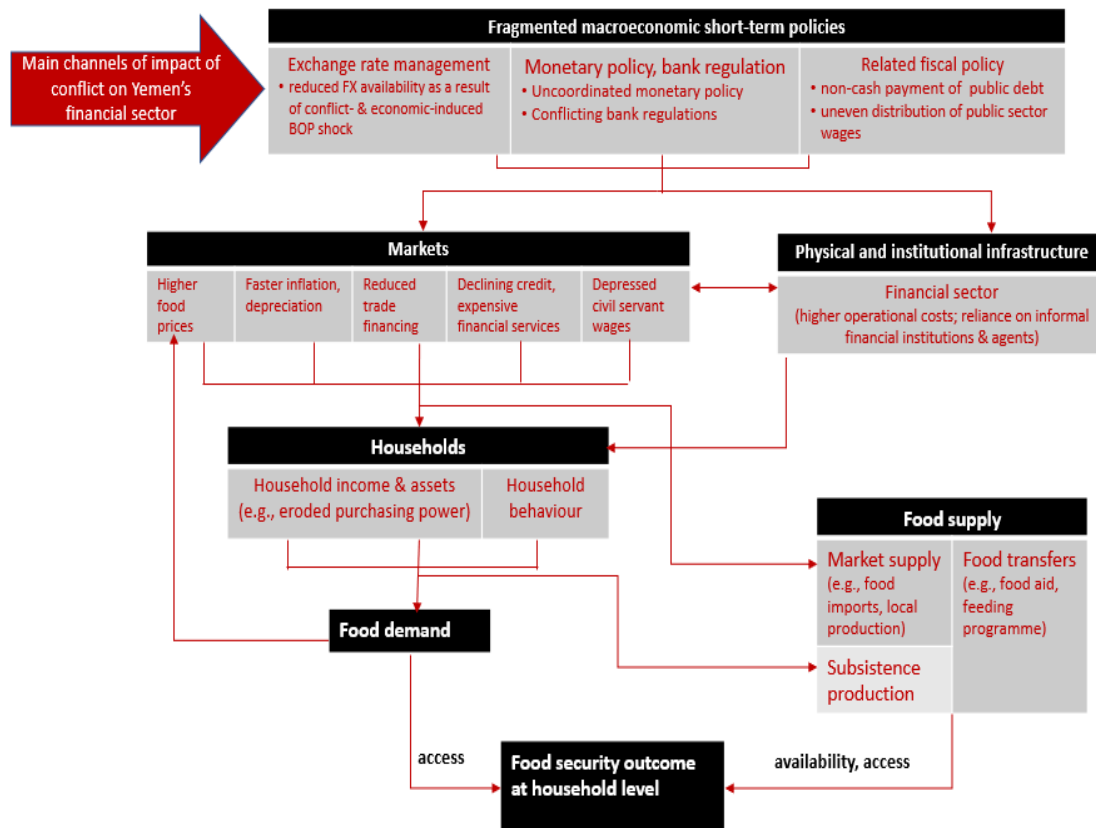 Fragmented macroeconomic short-term policies
Main channels of impact of
conflict on Yemen's
financial sector
Exchange rate management
• reduced FX availability as a result
of conflict- & economic-induced
BOP shock
Monetary policy, bank regulation
• Uncoordinated monetary policy
• Conflicting bank regulations
Related fiscal policy
• non-cash payment of public debt
• uneven distribution of public sector
wages
Markets
Higher
food
prices
Faster inflation,
depreciation
Reduced
trade
financing
Declining credit,
expensive
financial services
Depressed
civil servant
wages
Physical and institutional infrastructure
Financial sector
(higher operational costs; reliance on informal
financial institutions & agents)
Households
Household income & assets
(e.g., eroded purchasing power)
Household
behaviour
Food supply
Market supply
(e.g., food
imports, local
production)
Food transfers
(e.g., food aid,
feeding
programme)
Subsistence
production
Food demand
access
Food security outcome
at household level
availability, access